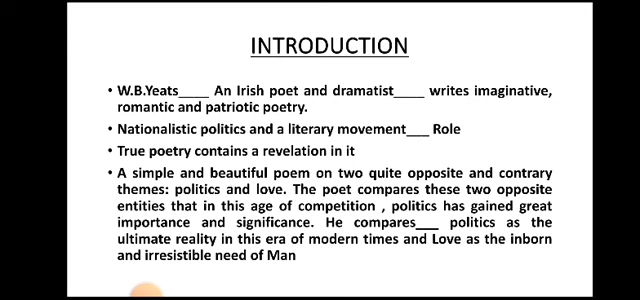 INTRODUCTION
• W.B.Yeats____ An Irish poet and dramatist____ writes imaginative,
romantic and patriotic poetry.
• Nationalistic politics and a literary movement___ Role
• True poetry contains a revelation in it
• A simple and beautiful poem on two quite opposite and contrary
themes: politics and love. The poet compares these two opposite
entities that in this age of competition , politics has gained great
importance and significance. He compares___ politics as the
ultimate reality in this era of modern times and Love as the inborn
and irresistible need of Man